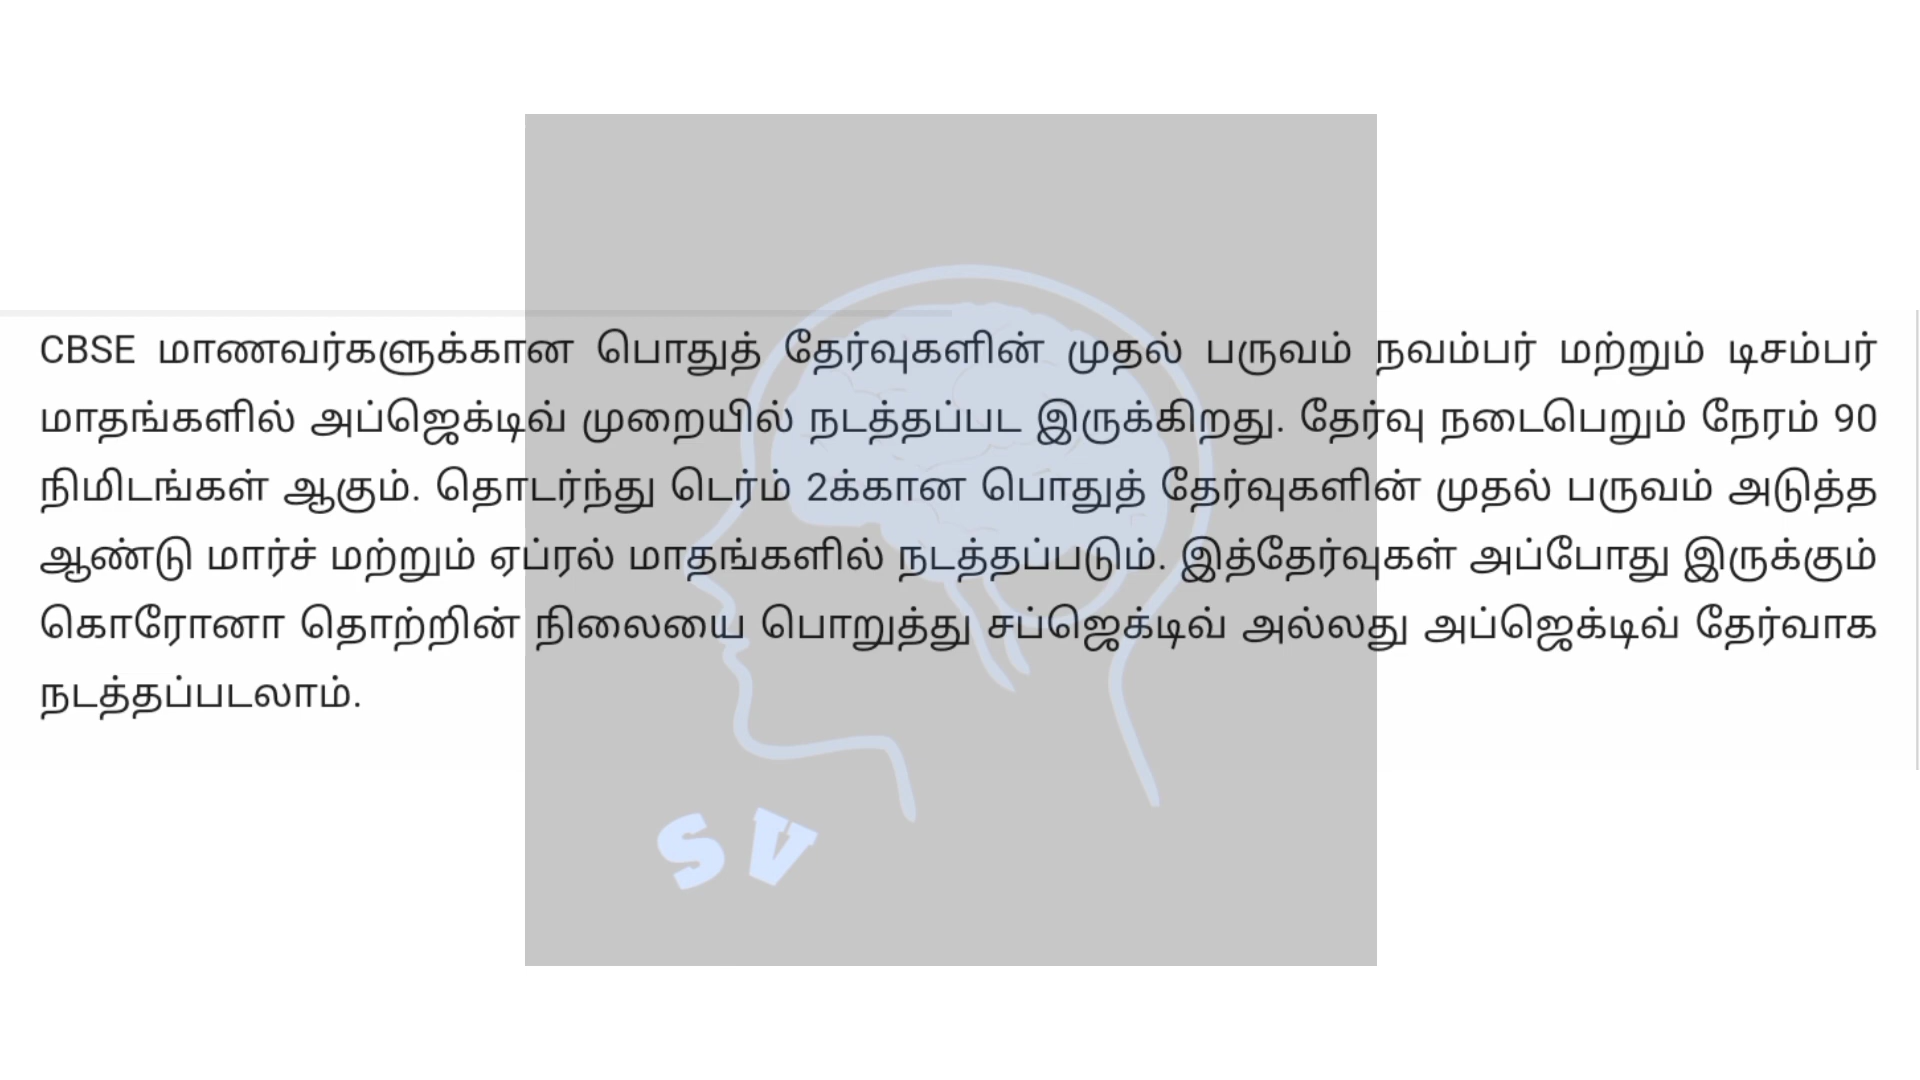 CBSE மாணவர்களுக்கான பொதுத் தேர்வுகளின் முதல் பருவம் நவம்பர் மற்றும் டிசம்பர்
மாதங்களில் அப்ஜெக்டிவ் முறையில் நடத்தப்பட இருக்கிறது. தேர்வு நடைபெறும் நேரம் 90
நிமிடங்கள் ஆகும். தொடர்ந்து டெர்ம் 2க்கான பொதுத் தேர்வுகளின் முதல் பருவம் அடுத்த
ஆண்டு மார்ச் மற்றும் ஏப்ரல் மாதங்களில் நடத்தப்படும். இத்தேர்வுகள் அப்போது இருக்கும்
கொரோனா தொற்றின் நிலையை பொறுத்து சப்ஜெக்டிவ் அல்லது அப்ஜெக்டிவ் தேர்வாக
நடத்தப்படலாம்.
S V